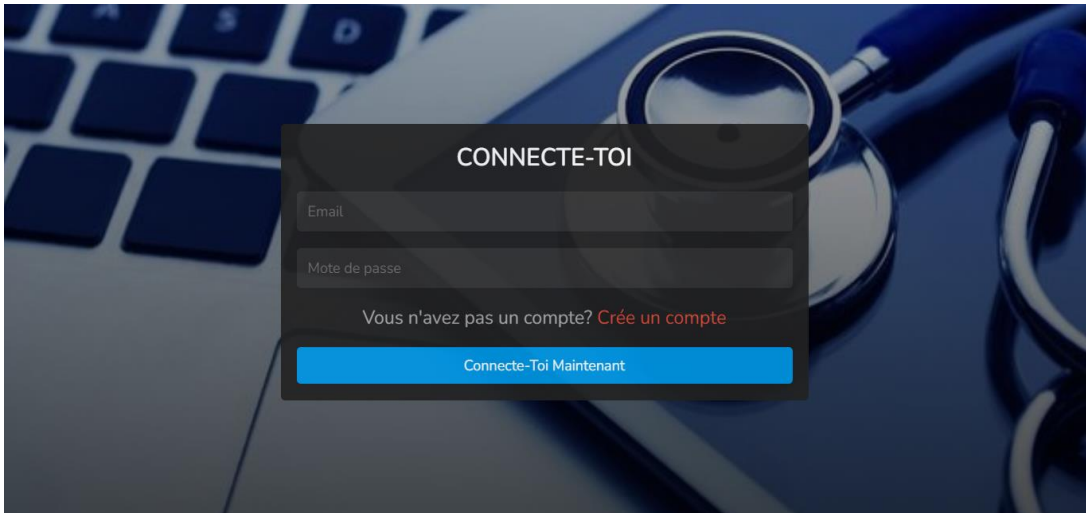 A S D
CONNECTE-TOI
Email
Mote de passe
Vous n'avez pas un compte? Crée un compte
Connecte-Toi Maintenant